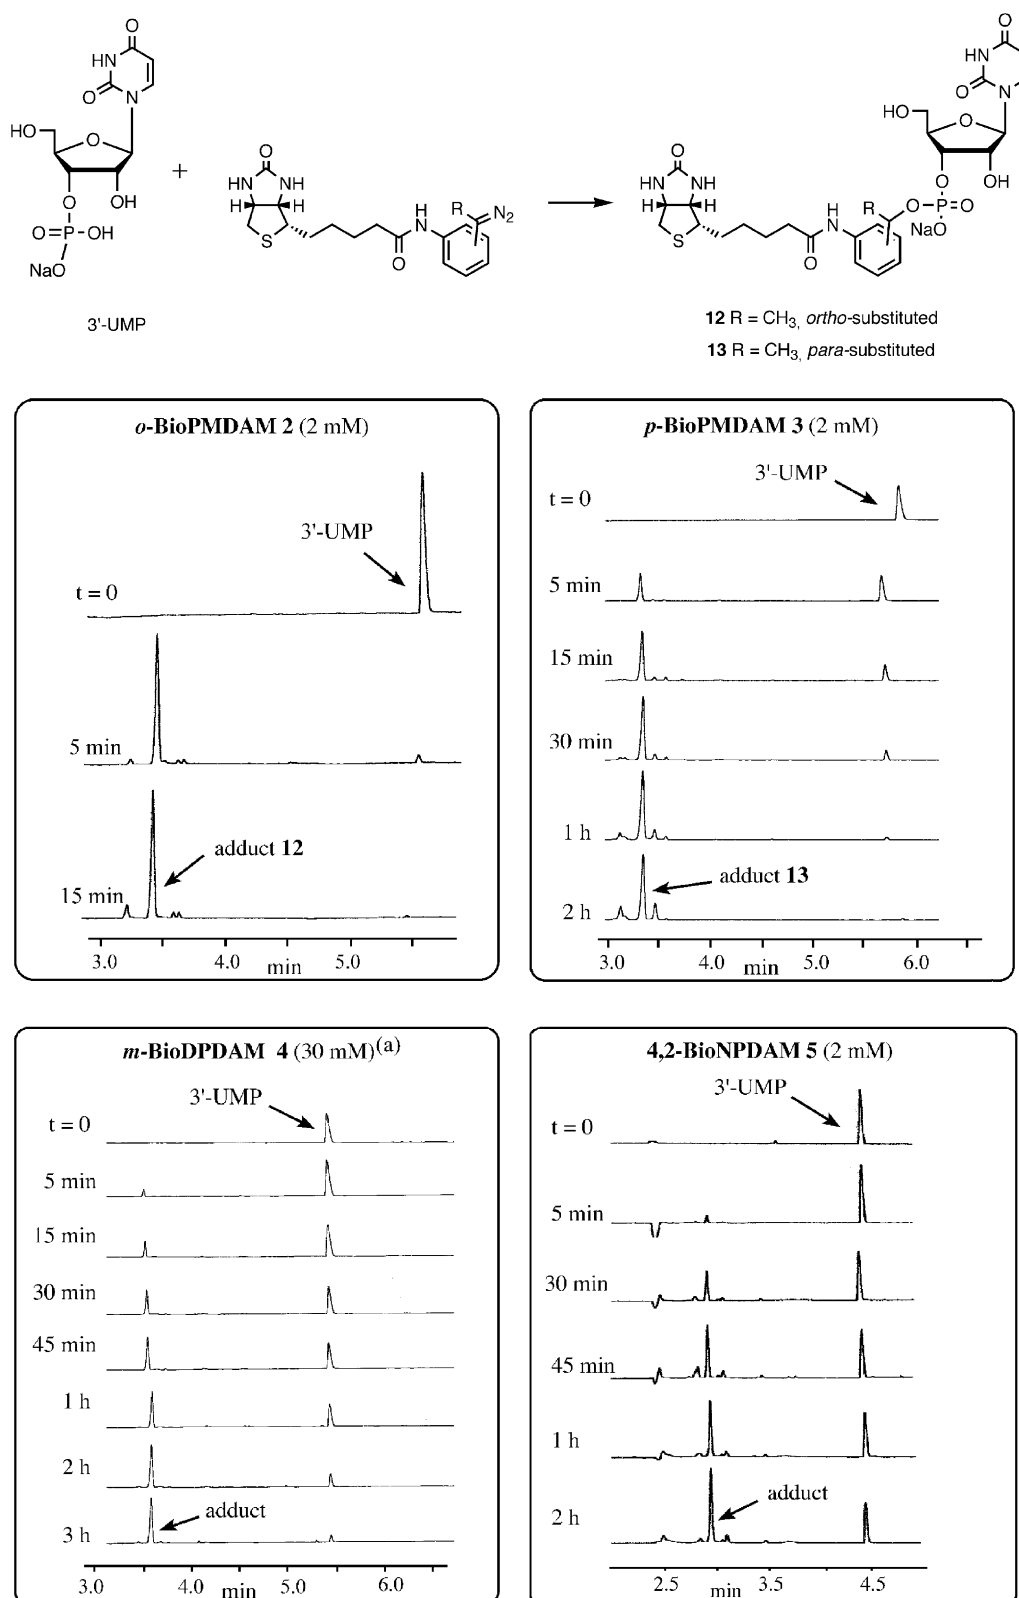 O
HN
O
N
HO
O
O
OH
O=P-OH
NaO
3'-UMP
+
O
HN
NH
H
H
S
H
N
O
R
N2
O
HN
NH
H
H
S
H
N
O
R
O
P
O
NaO
O
OH
HO
O
N
O
HN
O
12 R = CH3, ortho-substituted
13 R = CH3, para-substituted
o-BioPMDAM 2 (2 mM)
3'-UMP
t = 0
5 min
adduct 12
15 min
3.0 4.0 5.0
min
p-BioPMDAM 3 (2 mM)
3'-UMP
t = 0
5 min
15 min
30 min
1 h
adduct 13
2 h
3.0 4.0 min 5.0 6.0
m-BioDPDAM 4 (30 mM)(a)
3'-UMP
t = 0
5 min
15 min
30 min
45 min
1 h
2 h
adduct
3 h
3.0 4.0 min 5.0 6.0
4,2-BioNPDAM 5 (2 mM)
3'-UMP
t = 0
5 min
30 min
45 min
1 h
adduct
2 h
2.5 min 3.5 4.5